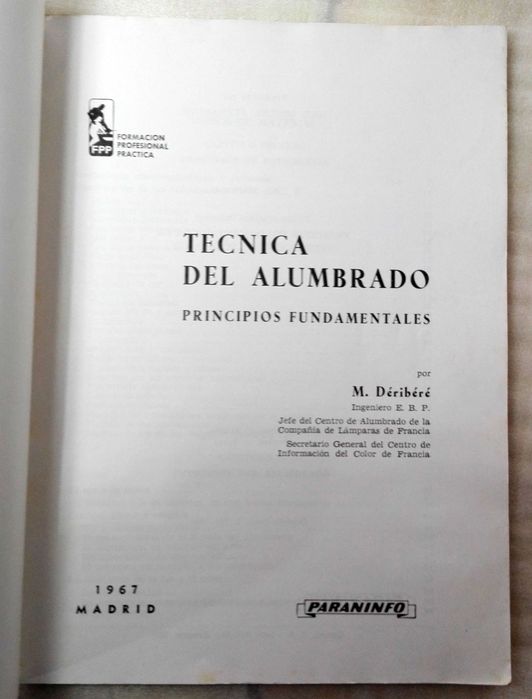 FPP
FORMACION
PROFESIONAL
PRACTICA
TECNICA
DEL ALUMBRADO
PRINCIPIOS FUNDAMENTALES
por
M. Déribéré
Ingeniero E. B. P.
Jefe del Centro de Alumbrado de la
Compañía de Lámparas de Francia
Secretario General del Centro de
Información del Color de Francia
1967
MADRID
PARANINFO